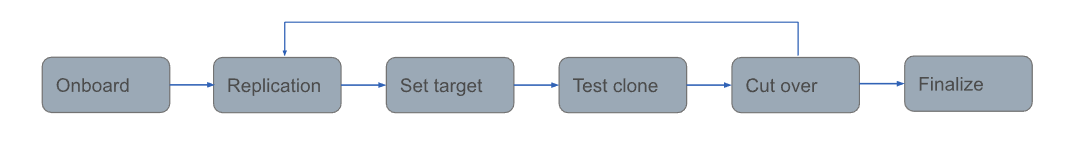 Onboard
Replication
Set target
Test clone
Cut over
Finalize